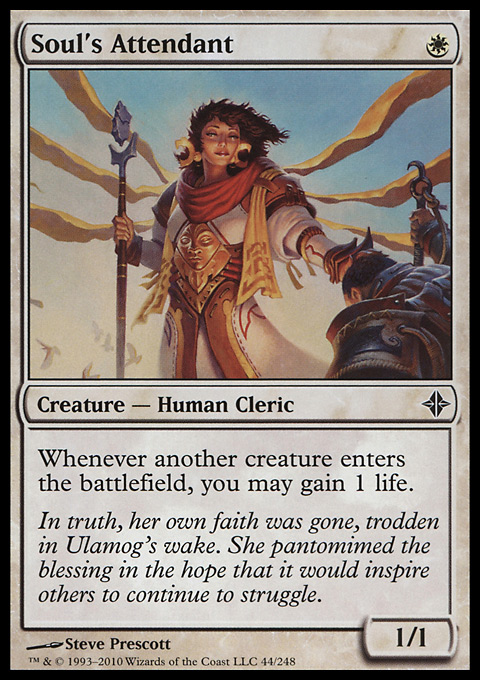 Soul's Attendant
Creature — Human Cleric
Whenever another creature enters
the battlefield, you may gain 1 life.
In truth, her own faith was gone, trodden
in Ulamog's wake. She pantomimed the
blessing in the hope that it would inspire
others to continue to struggle.
1/1
Steve Prescott
™ & © 1993–2010 Wizards of the Coast LLC 44/248